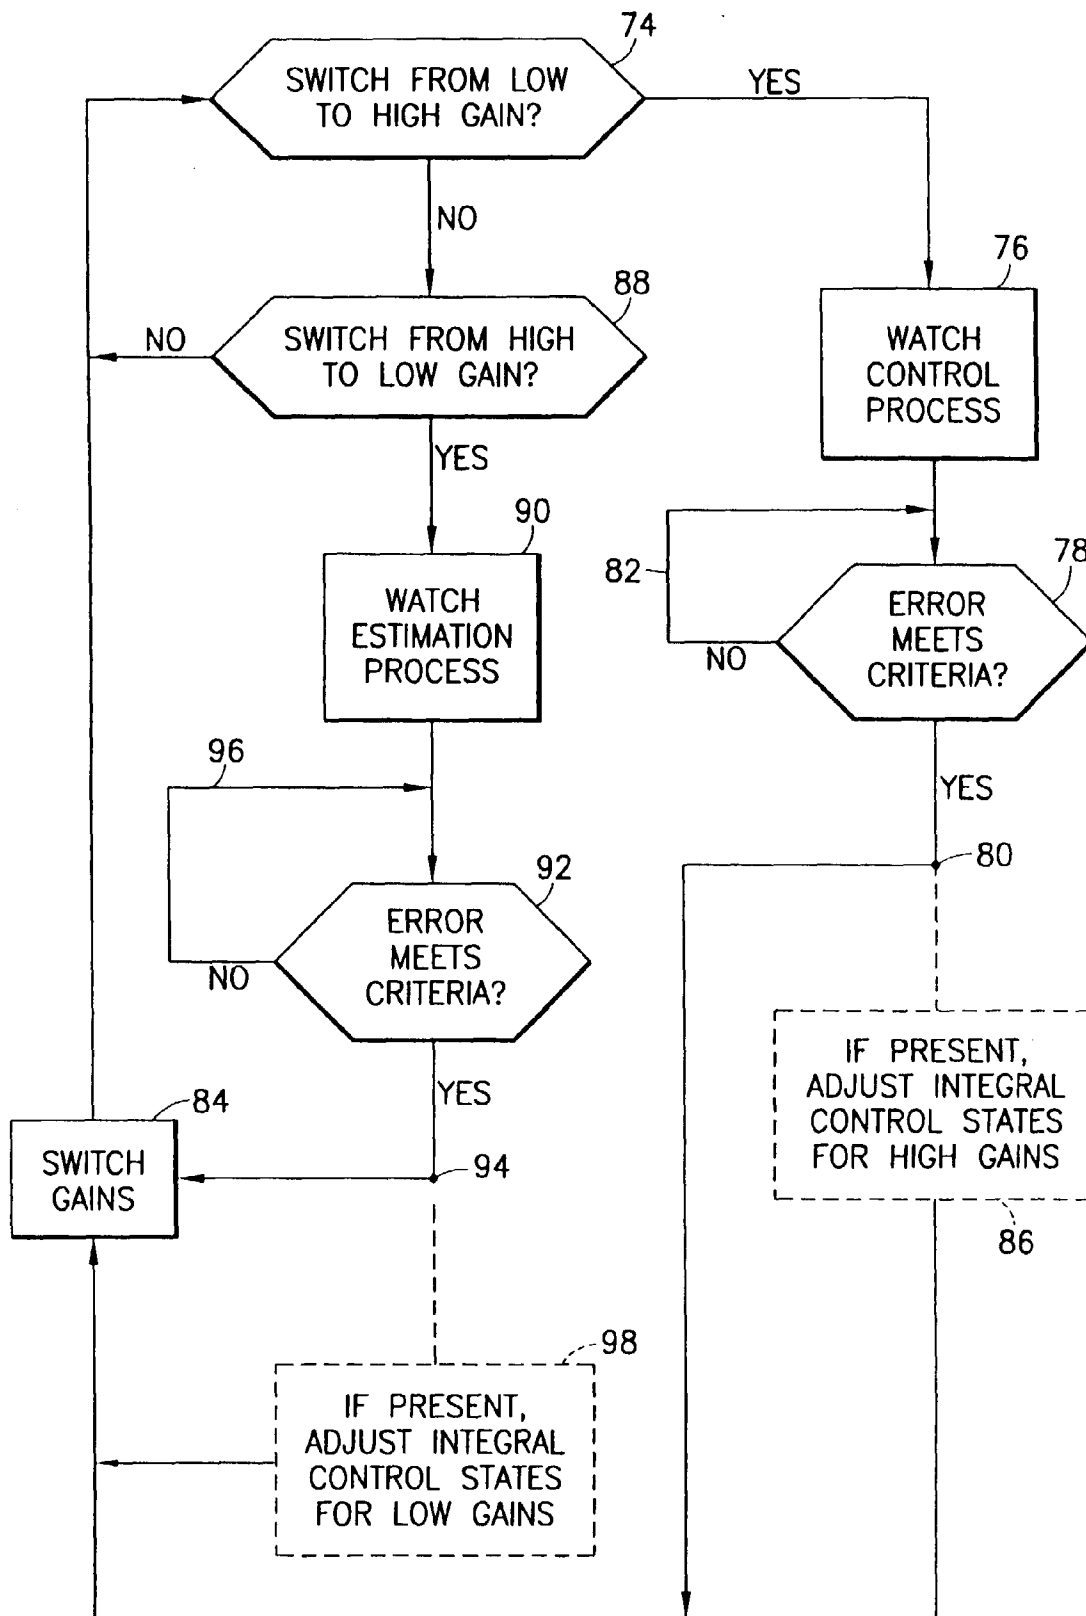 74
SWITCH FROM LOW
TO HIGH GAIN?
YES
NO
76
88
SWITCH FROM HIGH
TO LOW GAIN?
NO
WATCH
CONTROL
PROCESS
YES
90
WATCH
ESTIMATION
PROCESS
82
78
ERROR
MEETS
CRITERIA?
NO
96
YES
80
92
ERROR
MEETS
CRITERIA?
NO
IF PRESENT,
ADJUST INTEGRAL
CONTROL STATES
FOR HIGH GAINS
86
YES
84
SWITCH
GAINS
94
98
IF PRESENT,
ADJUST INTEGRAL
CONTROL STATES
FOR LOW GAINS